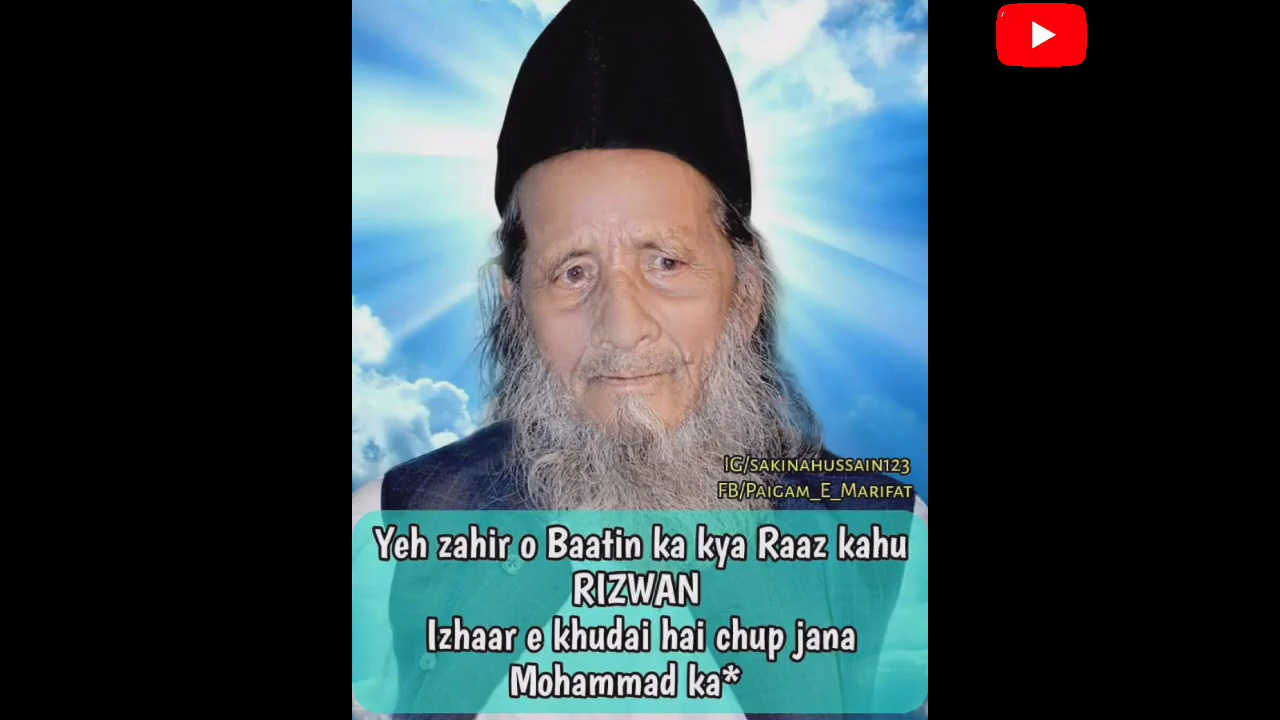 IG/SAKINAHUSSAIN123
FB/PAIGAM_E_MARIFAT
Yeh zahir o Baatin ka kya Raaz kahu
RIZWAN
Izhaar e khudai hai chup jana
Mohammad ka*